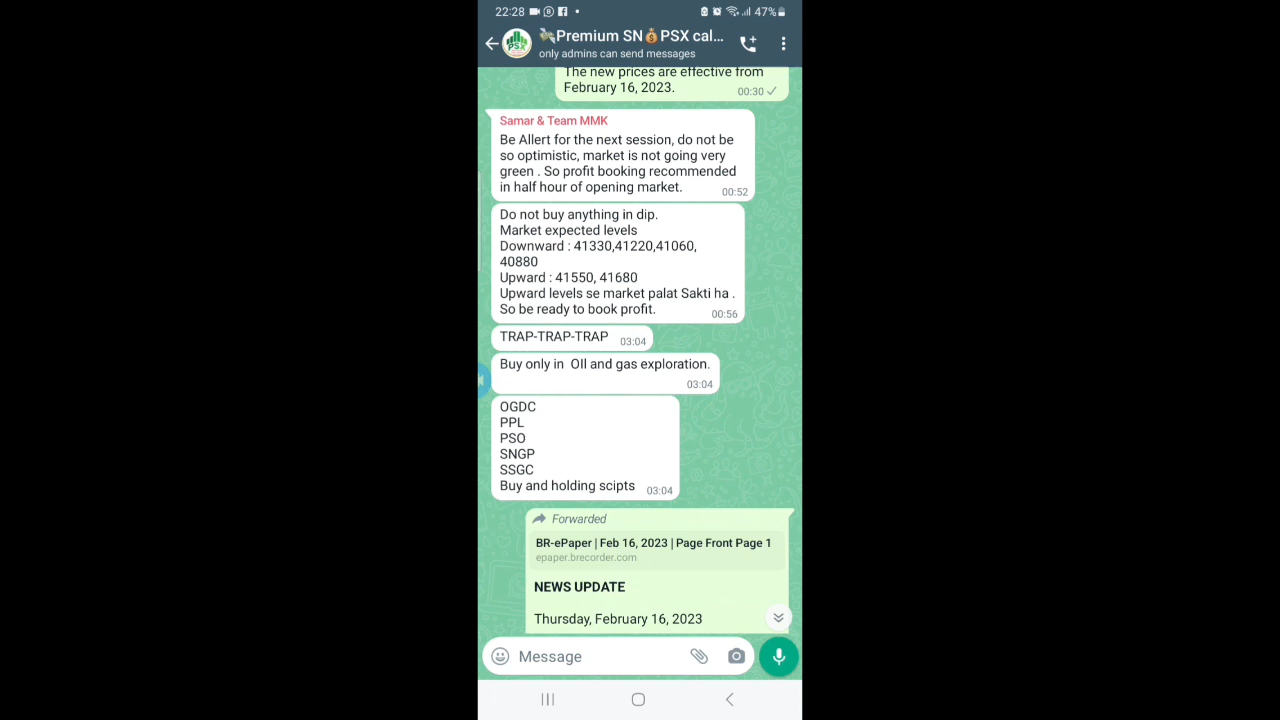 22:28
47%
Premium SN💰PSX cal...
only admins can send messages
PSX
The new prices are effective from
February 16, 2023.
00:30
Samar & Team MMK
Be Allert for the next session, do not be
so optimistic, market is not going very
green . So profit booking recommended
in half hour of opening market.
00:52
Do not buy anything in dip.
Market expected levels
Downward : 41330,41220,41060,
40880
Upward : 41550, 41680
Upward levels se market palat Sakti ha .
So be ready to book profit.
00:56
TRAP-TRAP-TRAP
03:04
Buy only in OIl and gas exploration.
03:04
OGDC
PPL
PSO
SNGP
SSGC
Buy and holding scipts
03:04
Forwarded
BR-ePaper | Feb 16, 2023 | Page Front Page 1
epaper.brecorder.com
NEWS UPDATE
Thursday, February 16, 2023
Message